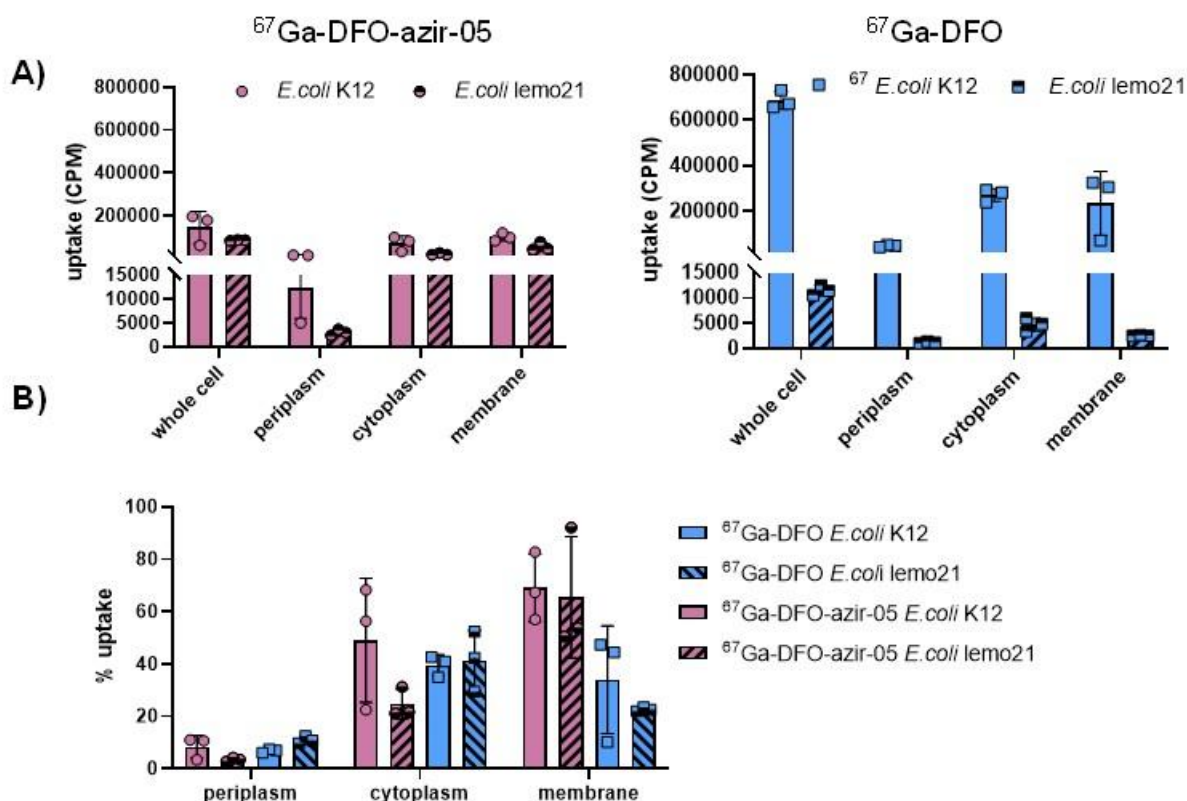 ⁶⁷Ga-DFO-azir-05
⁶⁷Ga-DFO
A)
E.coli K12
E.coli lemo21
uptake (CPM)
800000
600000
400000
200000
15000
10000
5000
0
whole cell
periplasm
cytoplasm
membrane
⁶⁷ E.coli K12
E.coli lemo21
uptake (CPM)
800000
600000
400000
200000
15000
10000
5000
0
whole cell
periplasm
cytoplasm
membrane
B)
% uptake
100
80
60
40
20
0
periplasm
cytoplasm
membrane
⁶⁷Ga-DFO E.coli K12
⁶⁷Ga-DFO E.coli lemo21
⁶⁷Ga-DFO-azir-05 E.coli K12
⁶⁷Ga-DFO-azir-05 E.coli lemo21